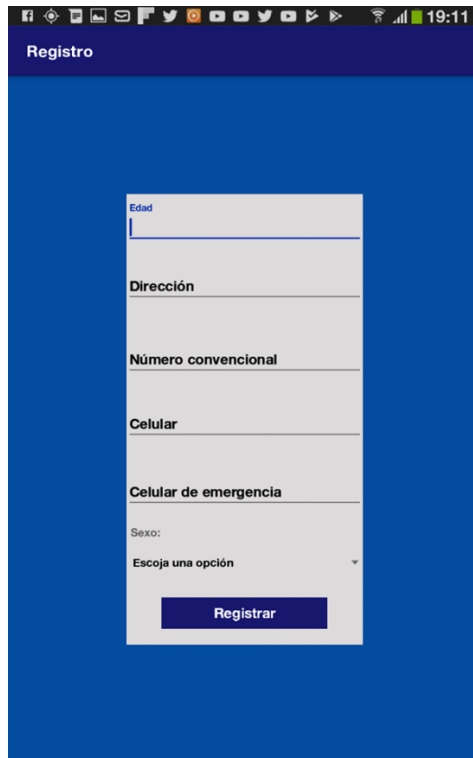 19:11
Registro
Edad
Dirección
Número convencional
Celular
Celular de emergencia
Sexo:
Escoja una opción
Registrar